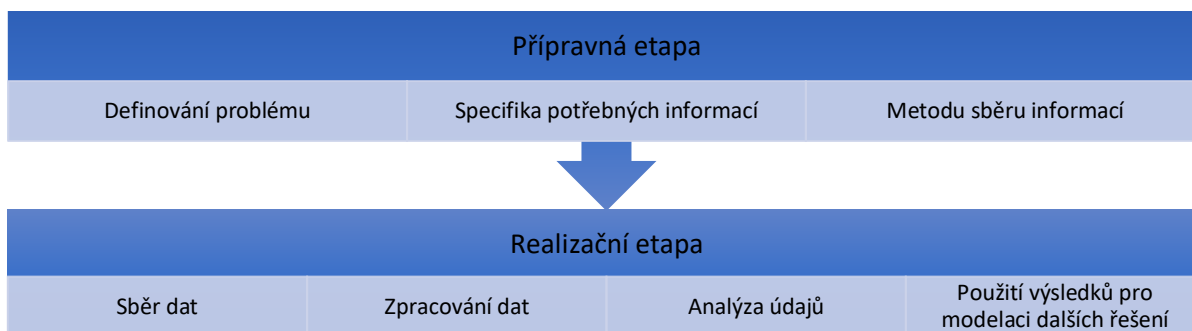 Přípravná etapa
Definování problému
Specifika potřebných informací
Metodu sběru informací
Realizační etapa
Sběr dat
Zpracování dat
Analýza údajů
Použití výsledků pro
modelaci dalších řešení